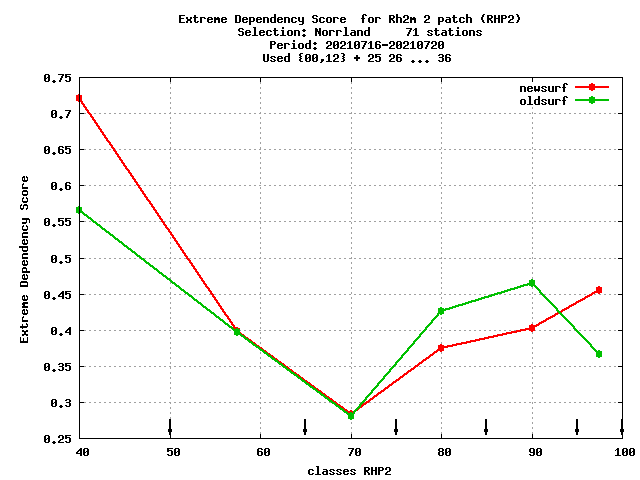 Extreme Dependency Score  for Rh2m 2 patch (RHP2)
Selection: Norrland     71 stations
Period: 20210716-20210720
Used {00,12} + 25 26 ... 36
newsurf
oldsurf
0.75
0.7
0.65
0.6
0.55
0.5
0.45
0.4
0.35
0.3
0.25
Extreme Dependency Score
40 50 60 70 80 90 100
classes RHP2